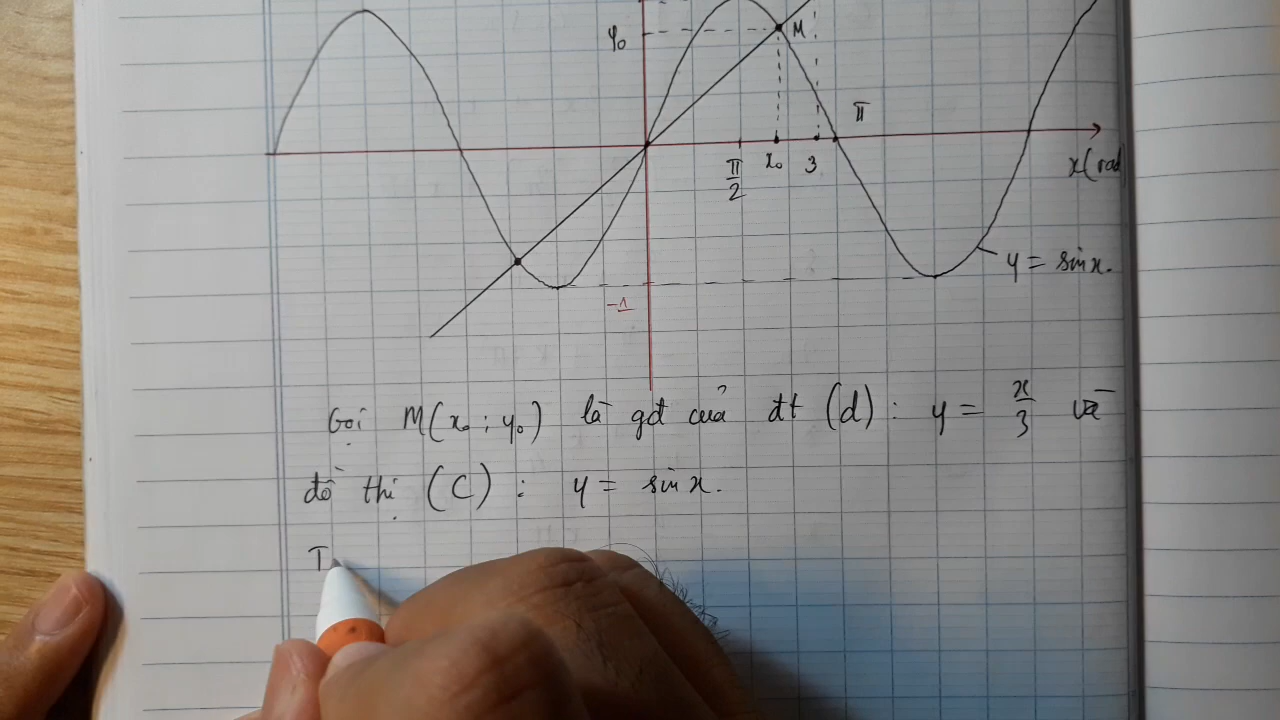 y₀
M
π
π/2
x₀
3
x(rad
y = sin x.
-1
Gọi M(x₀ ; y₀) là gđ của đt (d) : y = x/3 và
đồ thị (C) : y = sin x.
T